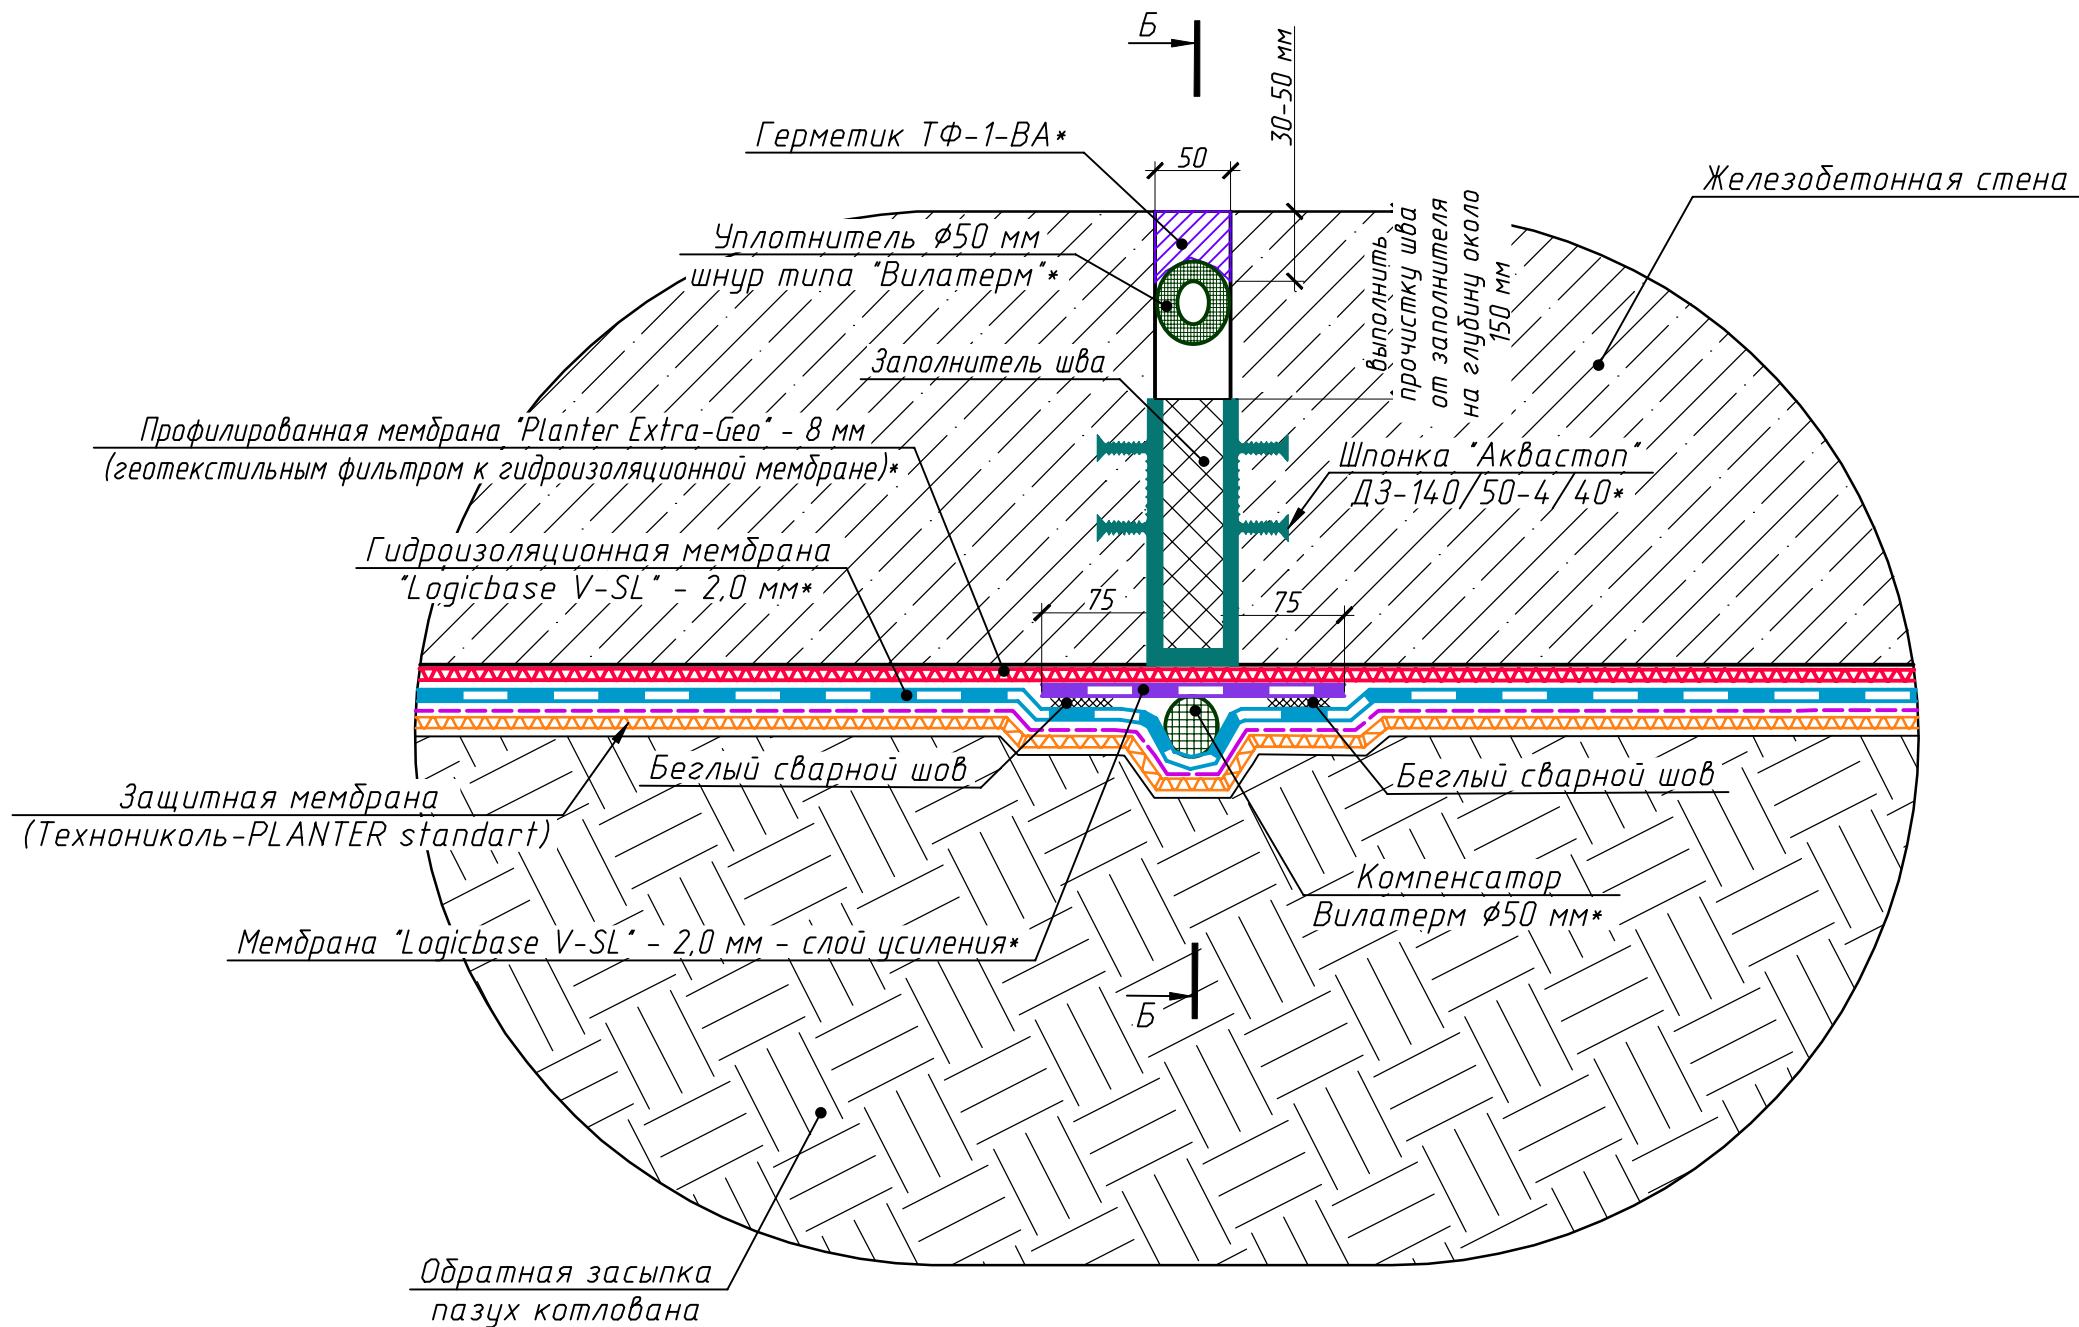 Б
30-50 мм
Герметик ТФ-1-ВА*
50
Железобетонная стена
Уплотнитель ϕ50 мм
шнур типа "Вилатерм"*
выполнить
прочистку шва
от заполнителя
на глубину около
150 мм
Заполнитель шва
Профилированная мембрана "Planter Extra-Geo" - 8 мм
(геотекстильным фильтром к гидроизоляционной мембране)*
Шпонка "Аквастоп"
ДЗ-140/50-4/40*
Гидроизоляционная мембрана
"Logicbase V-SL" - 2,0 мм*
75
75
Беглый сварной шов
Беглый сварной шов
Защитная мембрана
(Технониколь-PLANTER standart)
Компенсатор
Вилатерм ϕ50 мм*
Мембрана "Logicbase V-SL" - 2,0 мм - слой усиления*
Б
Обратная засыпка
пазух котлована